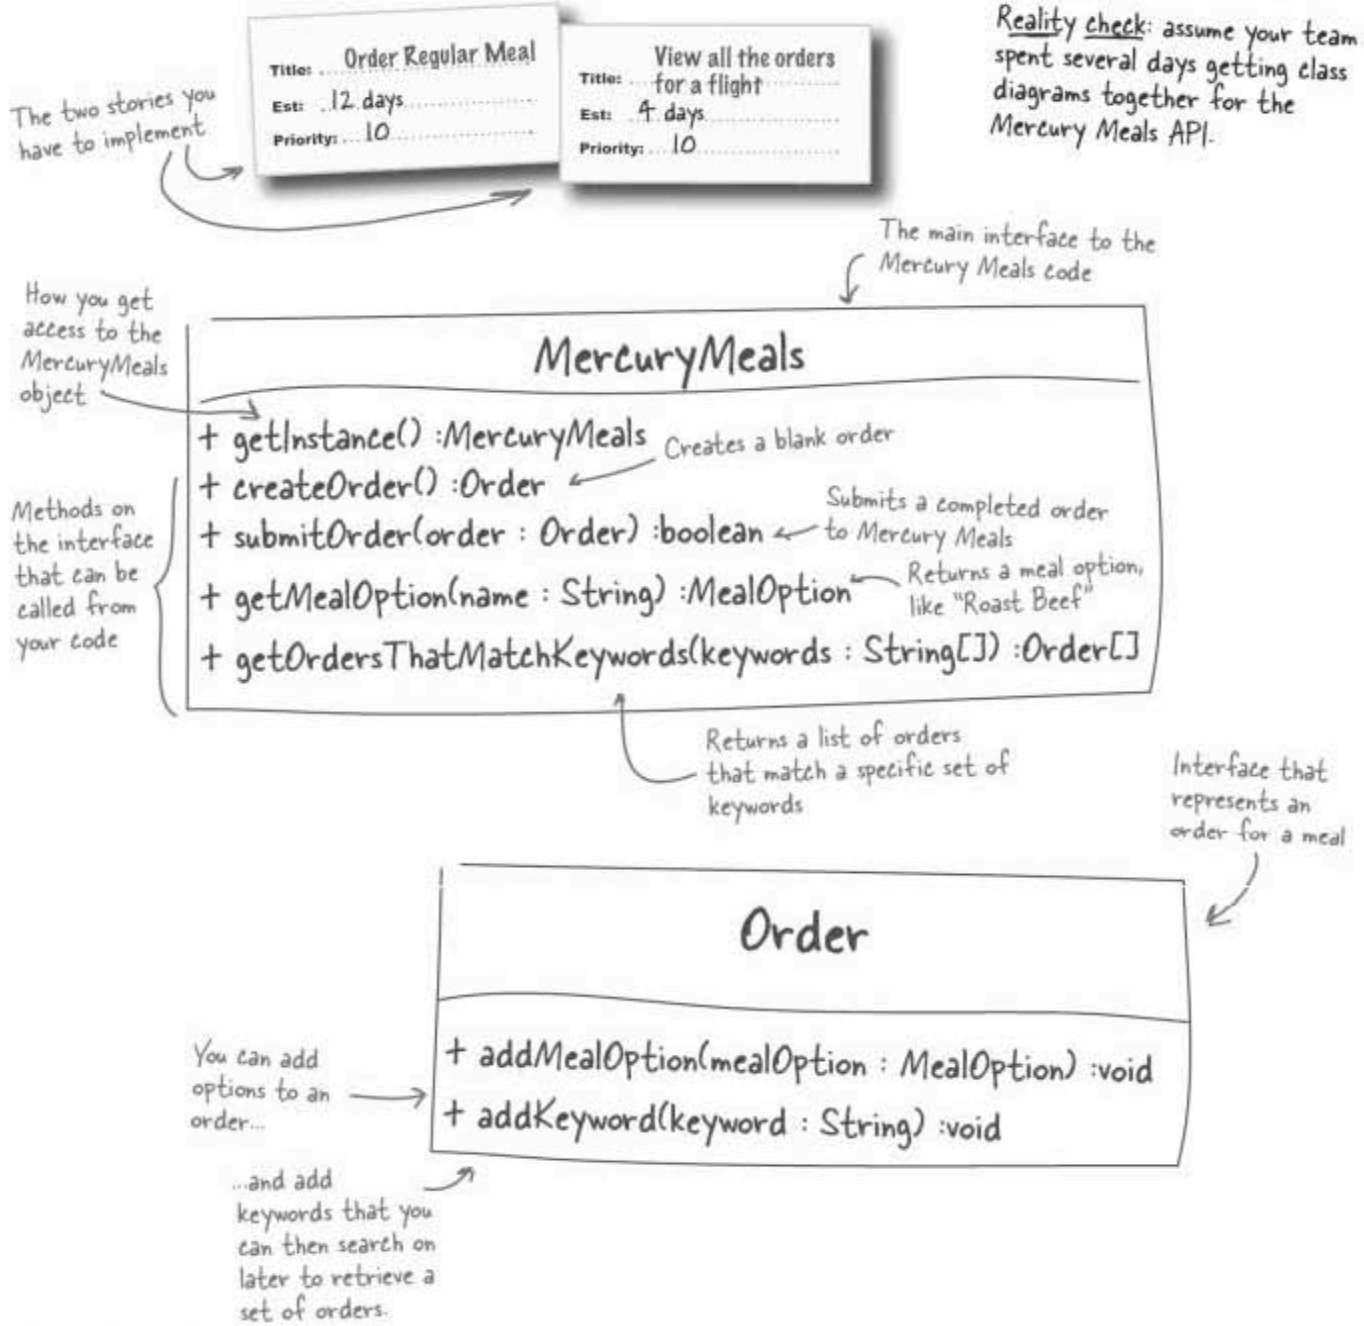 Title: Order Regular Meal
Est: 12 days
Priority: 10
Title: View all the orders
for a flight
Est: 4 days
Priority: 10
Reality check: assume your team
spent several days getting class
diagrams together for the
Mercury Meals API.
The two stories you
have to implement
The main interface to the
Mercury Meals code
How you get
access to the
MercuryMeals
object
MercuryMeals
+ getInstance() :MercuryMeals
Creates a blank order
+ createOrder() :Order
Methods on
the interface
that can be
called from
your code
+ submitOrder(order : Order) :boolean
Submits a completed order
to Mercury Meals
+ getMealOption(name : String) :MealOption
Returns a meal option,
like "Roast Beef"
+ getOrdersThatMatchKeywords(keywords : String[]) :Order[]
Returns a list of orders
that match a specific set of
keywords
Interface that
represents an
order for a meal
Order
You can add
options to an
order...
+ addMealOption(mealOption : MealOption) :void
+ addKeyword(keyword : String) :void
...and add
keywords that you
can then search on
later to retrieve a
set of orders.